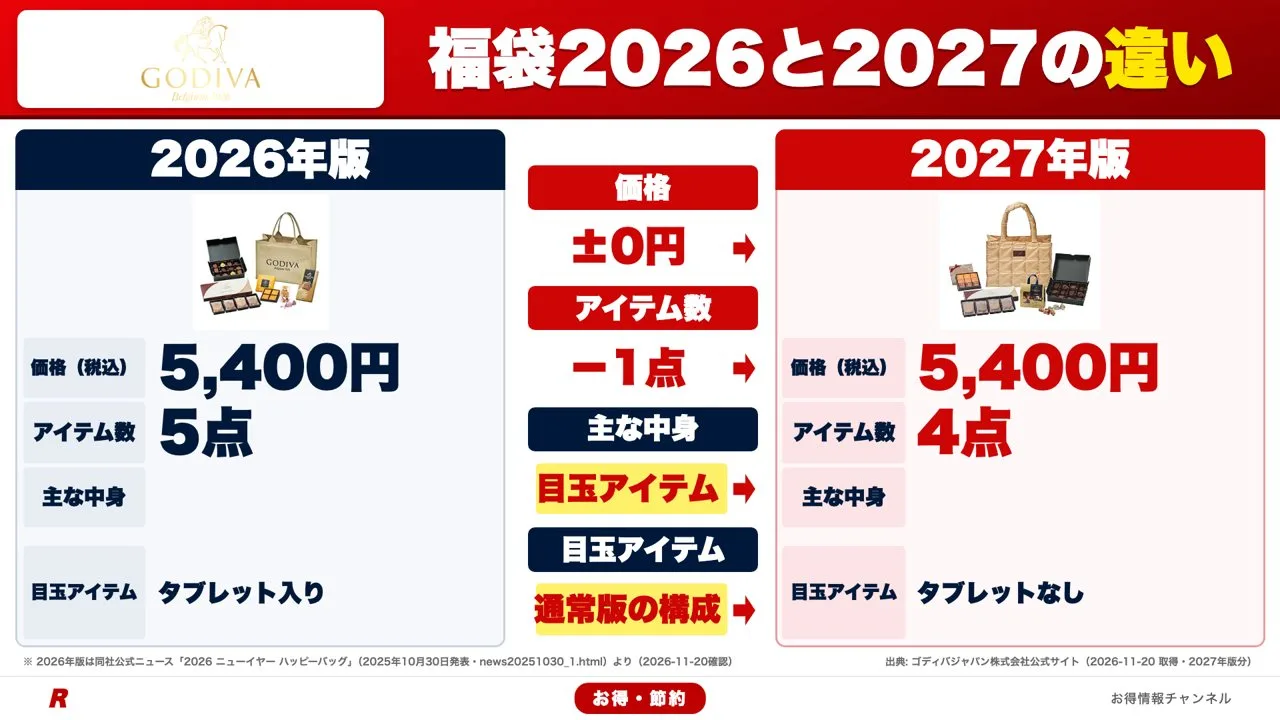 GODIVA
福袋2026と2027の違い
2026年版
GODIVA
価格（税込）
5,400円
アイテム数
5点
主な中身
目玉アイテム
タブレット入り
価格
±0円
アイテム数
−1点
主な中身
目玉アイテム
目玉アイテム
通常版の構成
2027年版
価格（税込）
5,400円
アイテム数
4点
主な中身
目玉アイテム
タブレットなし
※ 2026年版は同社公式ニュース「2026 ニューイヤー ハッピーバッグ」（2025年10月30日発表・news20251030_1.html）より（2026-11-20確認）
出典: ゴディバジャパン株式会社公式サイト（2026-11-20 取得・2027年版分）
R
お得・節約
お得情報チャンネル